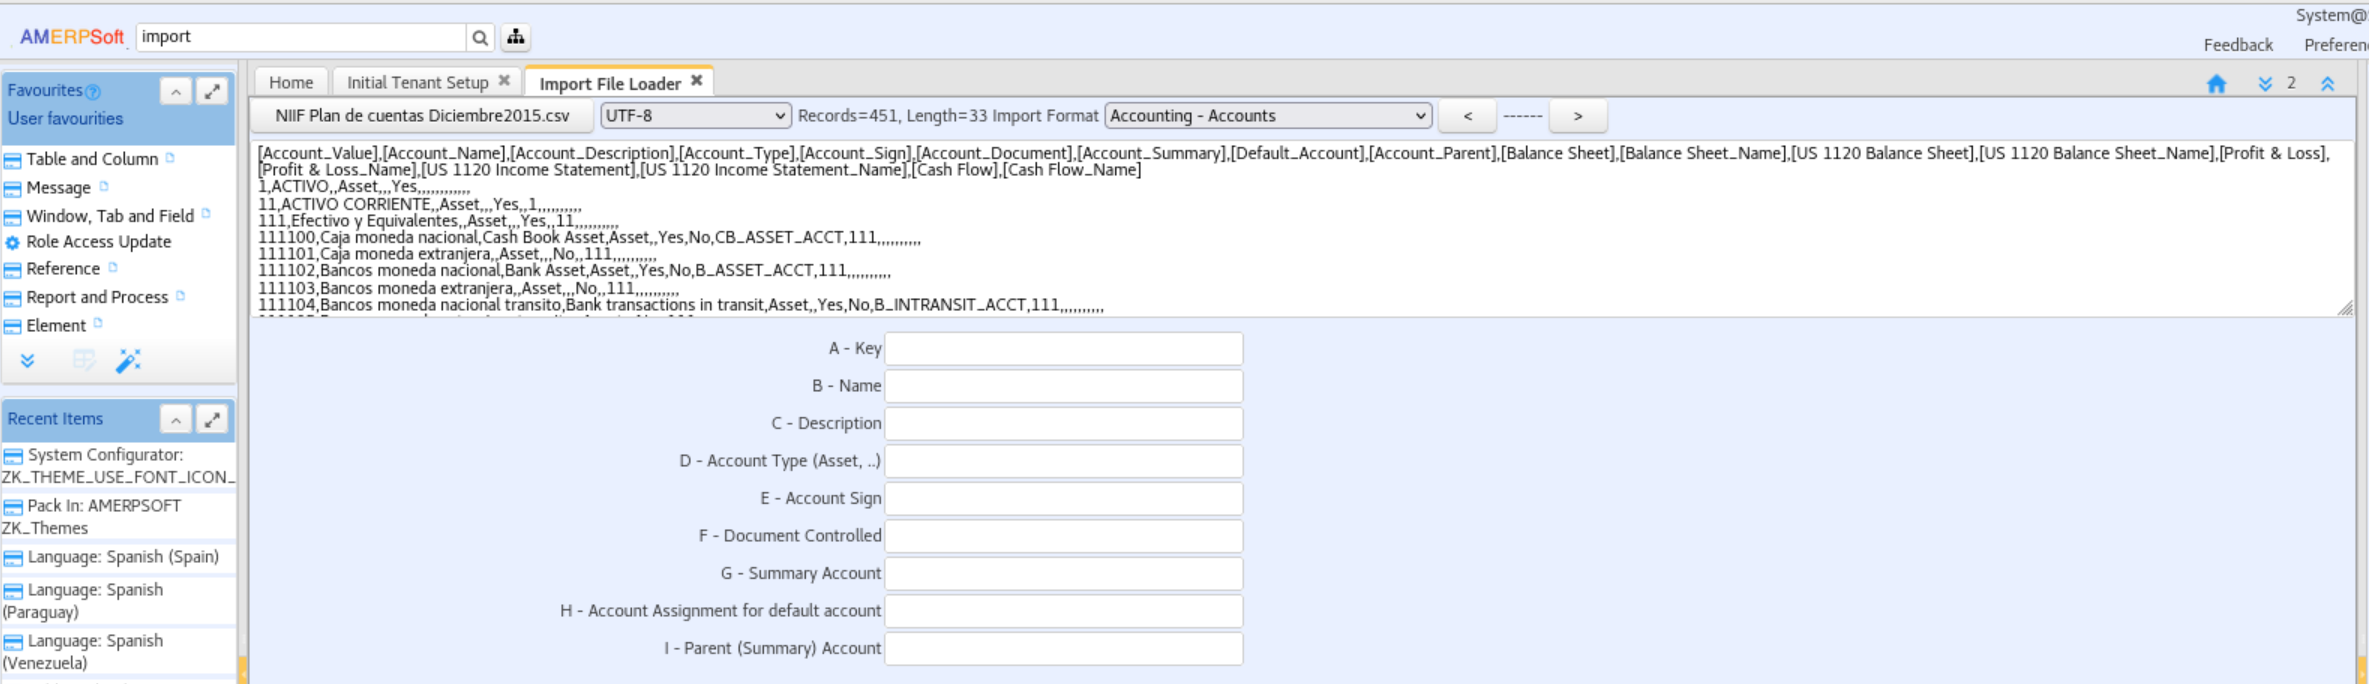 System@
AMERPSoft
import
Feedback
Preferen
Favourites
User favourities
Table and Column
Message
Window, Tab and Field
Role Access Update
Reference
Report and Process
Element
Recent Items
System Configurator:
ZK_THEME_USE_FONT_ICON_
Pack In: AMERPSOFT
ZK_Themes
Language: Spanish (Spain)
Language: Spanish
(Paraguay)
Language: Spanish
(Venezuela)
Home
Initial Tenant Setup
Import File Loader
2
NIIF Plan de cuentas Diciembre2015.csv
UTF-8
Records=451, Length=33 Import Format
Accounting - Accounts
<
------
>
[Account_Value],[Account_Name],[Account_Description],[Account_Type],[Account_Sign],[Account_Document],[Account_Summary],[Default_Account],[Account_Parent],[Balance Sheet],[Balance Sheet_Name],[US 1120 Balance Sheet],[US 1120 Balance Sheet_Name],[Profit & Loss],
[Profit & Loss_Name],[US 1120 Income Statement],[US 1120 Income Statement_Name],[Cash Flow],[Cash Flow_Name]
1,ACTIVO,,Asset,,,Yes,,,,,,,,,,,,
11,ACTIVO CORRIENTE,,Asset,,,Yes,,1,,,,,,,,,,
111,Efectivo y Equivalentes,,Asset,,,Yes,,11,,,,,,,,,,
111100,Caja moneda nacional,Cash Book Asset,Asset,,Yes,No,CB_ASSET_ACCT,111,,,,,,,,,,
111101,Caja moneda extranjera,,Asset,,,No,,111,,,,,,,,,,
111102,Bancos moneda nacional,Bank Asset,Asset,,Yes,No,B_ASSET_ACCT,111,,,,,,,,,,
111103,Bancos moneda extranjera,,Asset,,,No,,111,,,,,,,,,,
111104,Bancos moneda nacional transito,Bank transactions in transit,Asset,,Yes,No,B_INTRANSIT_ACCT,111,,,,,,,,,,
A - Key
B - Name
C - Description
D - Account Type (Asset, ..)
E - Account Sign
F - Document Controlled
G - Summary Account
H - Account Assignment for default account
I - Parent (Summary) Account